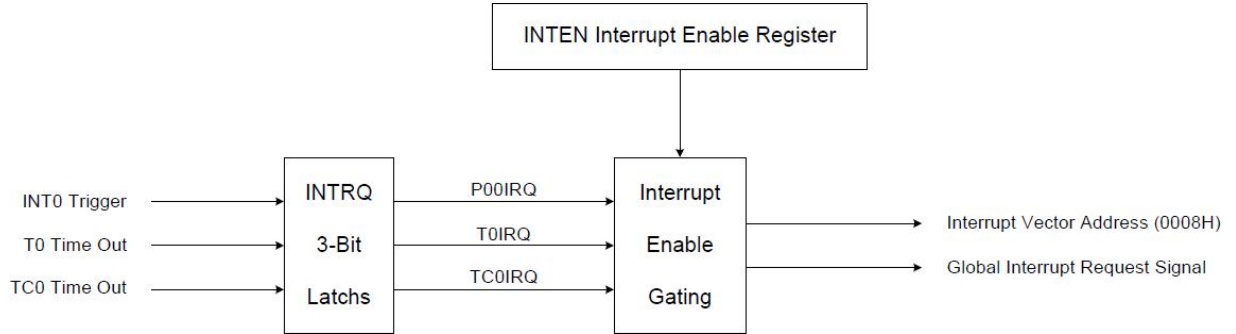 INTEN Interrupt Enable Register
INT0 Trigger
T0 Time Out
TC0 Time Out
INTRQ
3-Bit
Latchs
P00IRQ
T0IRQ
TC0IRQ
Interrupt
Enable
Gating
Interrupt Vector Address (0008H)
Global Interrupt Request Signal